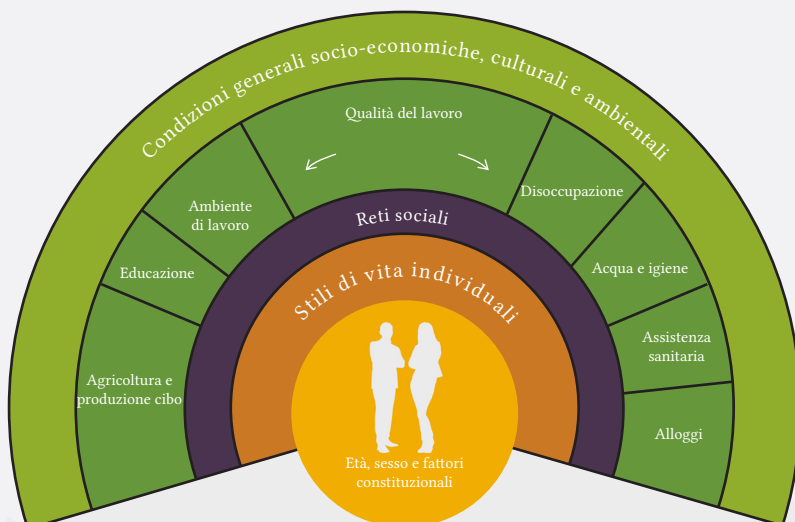 Condizioni generali socio-economiche, culturali e ambientali
Qualità del lavoro
Ambiente
di lavoro
Disoccupazione
Reti sociali
Educazione
Acqua e igiene
Stili di vita individuali
Assistenza
sanitaria
Agricoltura e
produzione cibo
Alloggi
Età, sesso e fattori
constituzionali